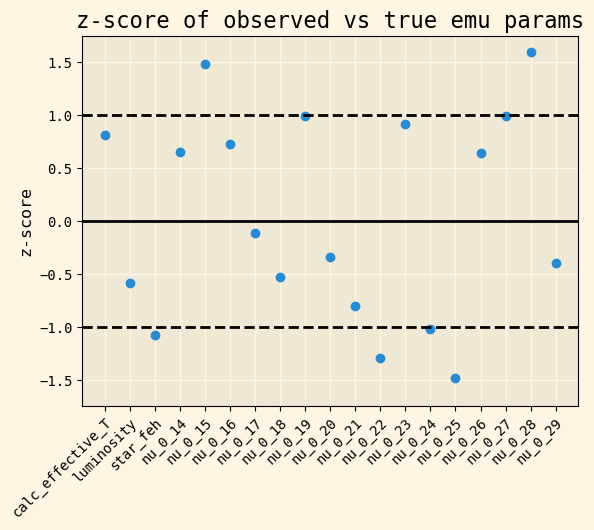 z-score of observed vs true emu params
z-score
1.5
1.0
0.5
0.0
−0.5
−1.0
−1.5
calc_effective_T
luminosity
star_feh
nu_0_14
nu_0_15
nu_0_16
nu_0_17
nu_0_18
nu_0_19
nu_0_20
nu_0_21
nu_0_22
nu_0_23
nu_0_24
nu_0_25
nu_0_26
nu_0_27
nu_0_28
nu_0_29